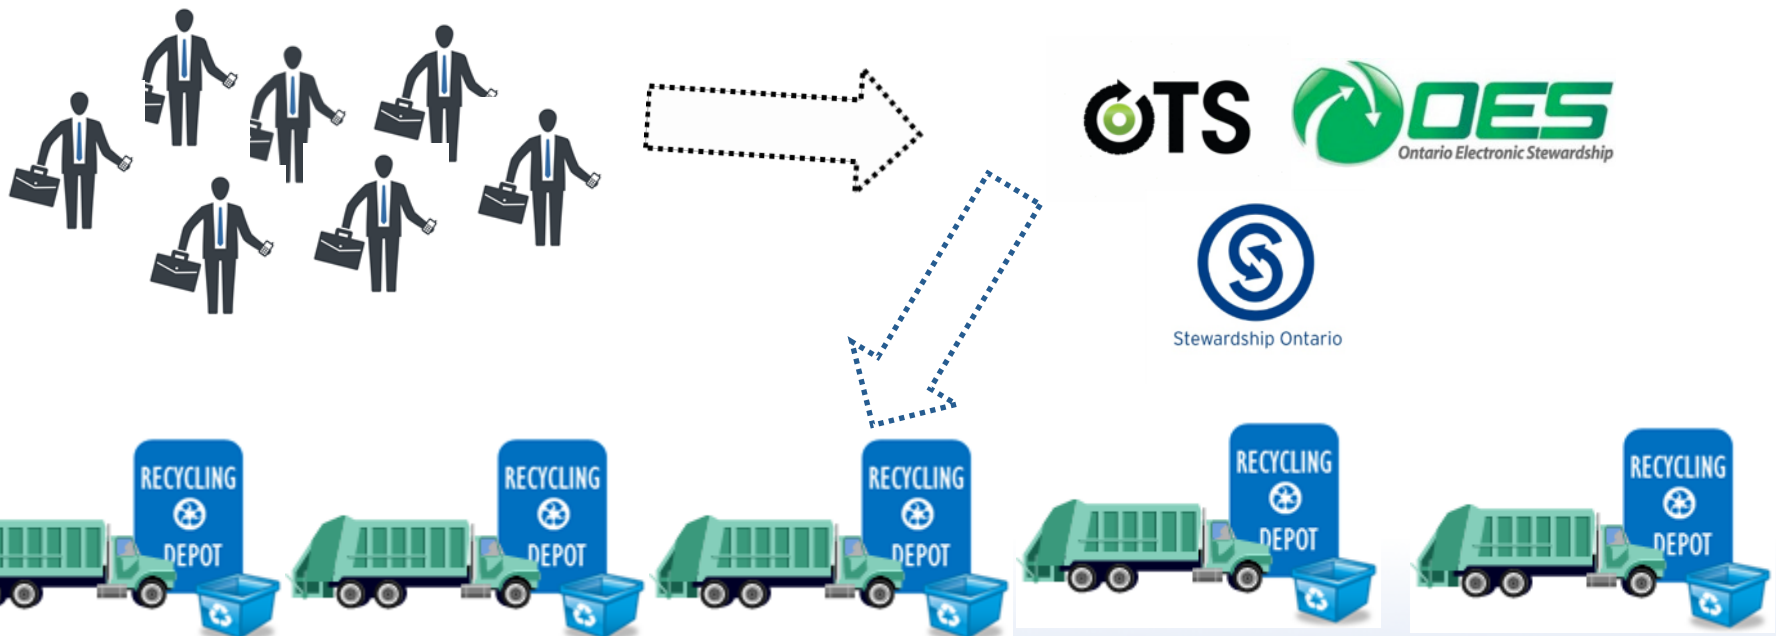 OTS
OES
Ontario Electronic Stewardship
Stewardship Ontario
RECYCLING
DEPOT
RECYCLING
DEPOT
RECYCLING
DEPOT
RECYCLING
DEPOT
RECYCLING
DEPOT